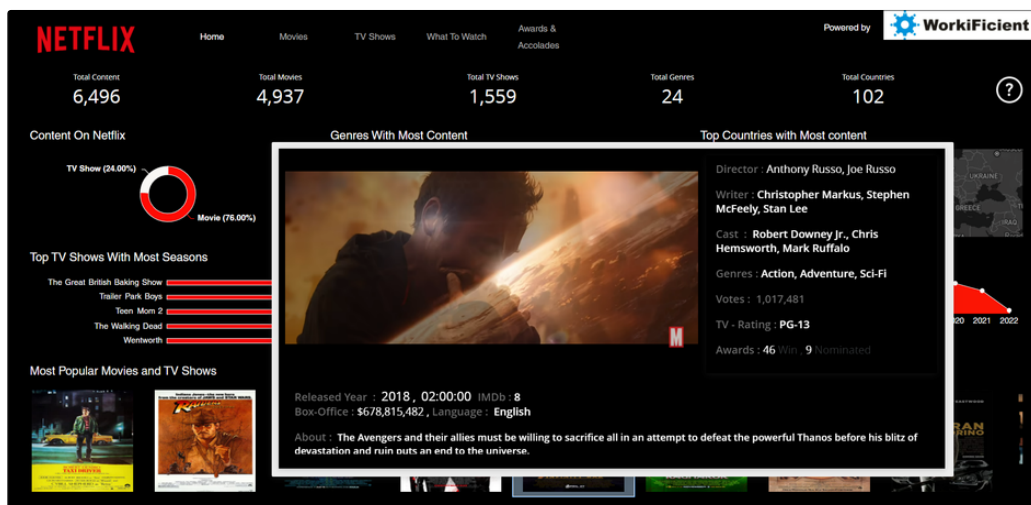 NETFLIX
Home
Movies
TV Shows
What To Watch
Awards &
Accolades
Powered by
WorkiFicient
Total Content
6,496
Total Movies
4,937
Total TV Shows
1,559
Total Genres
24
Total Countries
102
?
Content On Netflix
Genres With Most Content
Top Countries with Most content
TV Show (24.00%)
Movie (76.00%)
Top TV Shows With Most Seasons
The Great British Baking Show
Trailer Park Boys
Teen Mom 2
The Walking Dead
Wentworth
UKRAINE
GREECE
IRAQ
20 2021 2022
Director : Anthony Russo, Joe Russo
Writer : Christopher Markus, Stephen
McFeely, Stan Lee
Cast : Robert Downey Jr., Chris
Hemsworth, Mark Ruffalo
Genres : Action, Adventure, Sci-Fi
Votes : 1,017,481
TV - Rating : PG-13
Awards : 46 Win , 9 Nominated
M
Released Year : 2018 , 02:00:00 IMDb : 8
Box-Office : $678,815,482 , Language : English
About : The Avengers and their allies must be willing to sacrifice all in an attempt to defeat the powerful Thanos before his blitz of
devastation and ruin puts an end to the universe.
Most Popular Movies and TV Shows
TAXI DRIVER